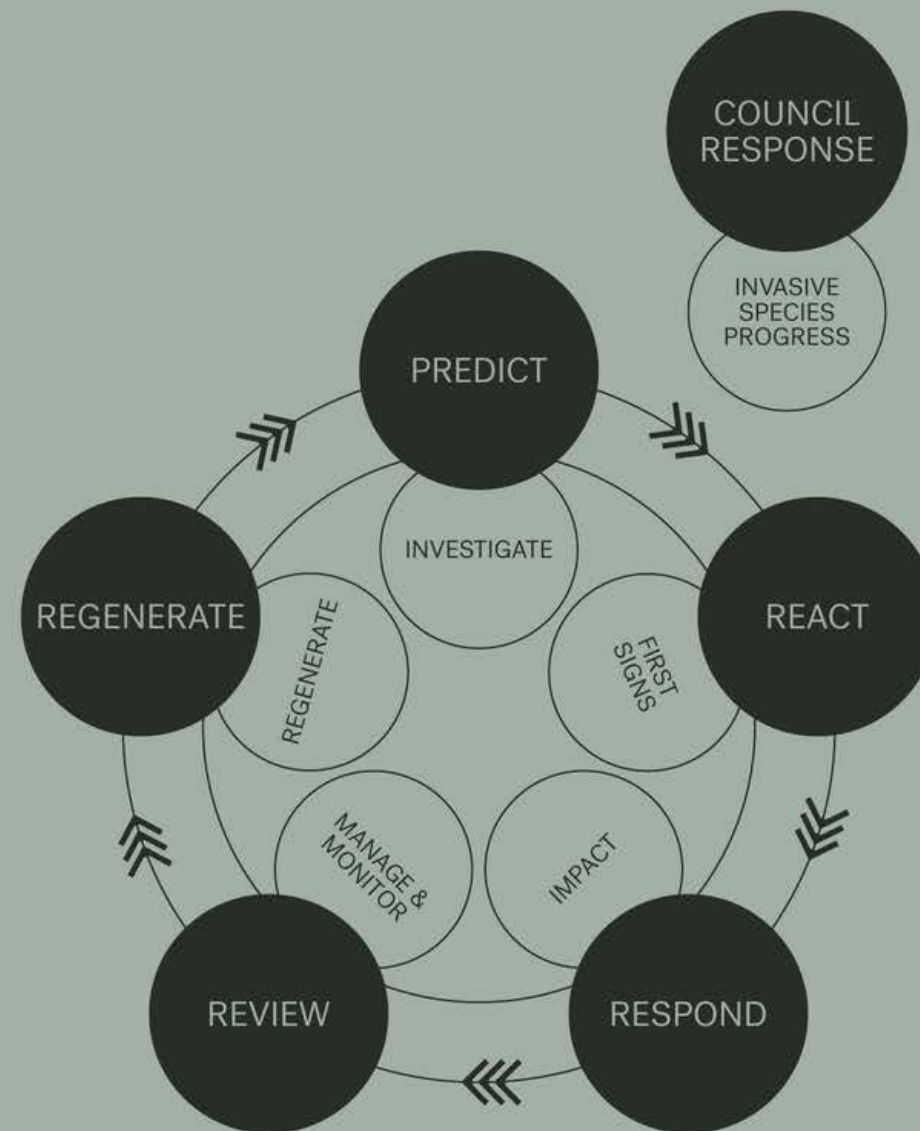 COUNCIL
RESPONSE
INVASIVE
SPECIES
PROGRESS
PREDICT
INVESTIGATE
REACT
FIRST
SIGNS
RESPOND
IMPACT
REVIEW
MANAGE &
MONITOR
REGENERATE
REGENERATE